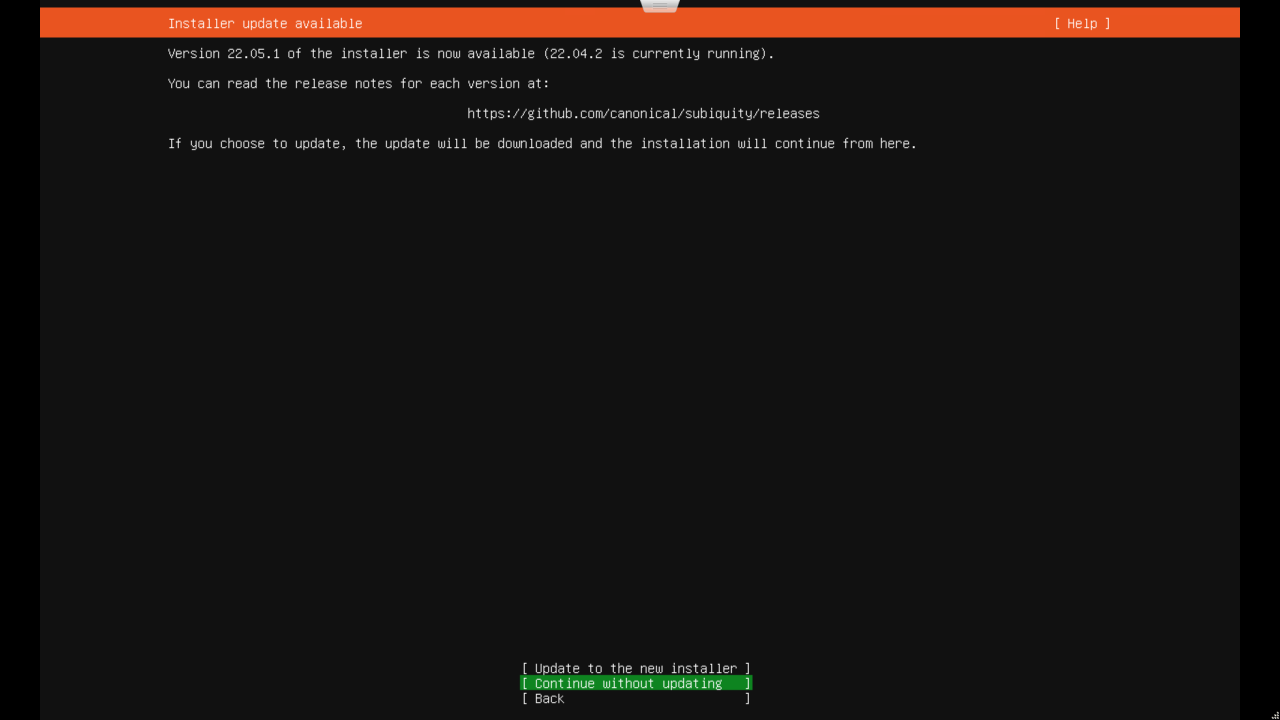 Installer update available [ Help ]
Version 22.05.1 of the installer is now available (22.04.2 is currently running).
You can read the release notes for each version at:
https://github.com/canonical/subiquity/releases
If you choose to update, the update will be downloaded and the installation will continue from here.
[ Update to the new installer ]
[ Continue without updating ]
[ Back ]